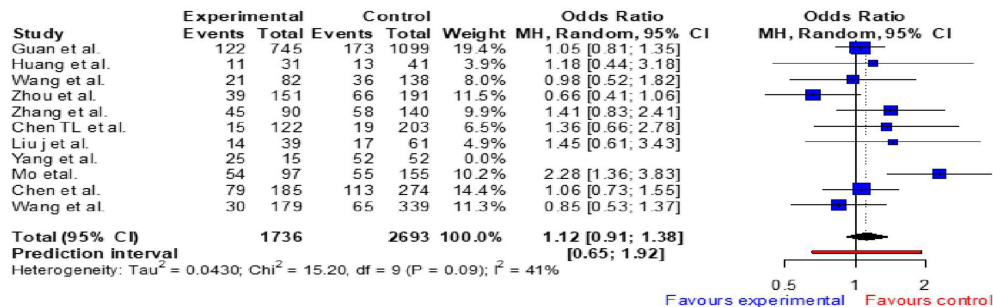 Experimental Control Odds Ratio Odds Ratio
Study Events Total Events Total Weight MH, Random, 95% CI MH, Random, 95% CI
Guan et al. 122 745 173 1099 19.4% 1.05 [0.81; 1.35]
Huang et al. 11 31 13 41 3.9% 1.18 [0.44; 3.18]
Wang et al. 21 82 36 138 8.0% 0.98 [0.52; 1.82]
Zhou et al. 39 151 66 191 11.5% 0.66 [0.41; 1.06]
Zhang et al. 45 90 58 140 9.9% 1.41 [0.83; 2.41]
Chen TL et al. 15 122 19 203 6.5% 1.36 [0.66; 2.78]
Liu j et al. 14 39 17 61 4.9% 1.45 [0.61; 3.43]
Yang et al. 25 15 52 52 0.0%
Mo etal. 54 97 55 155 10.2% 2.28 [1.36; 3.83]
Chen et al. 79 185 113 274 14.4% 1.06 [0.73; 1.55]
Wang et al. 30 179 65 339 11.3% 0.85 [0.53; 1.37]
Total (95% CI) 1736 2693 100.0% 1.12 [0.91; 1.38]
Prediction interval [0.65; 1.92]
Heterogeneity: Tau² = 0.0430; Chi² = 15.20, df = 9 (P = 0.09); I² = 41%
0.5 1 2
Favours experimental Favours control